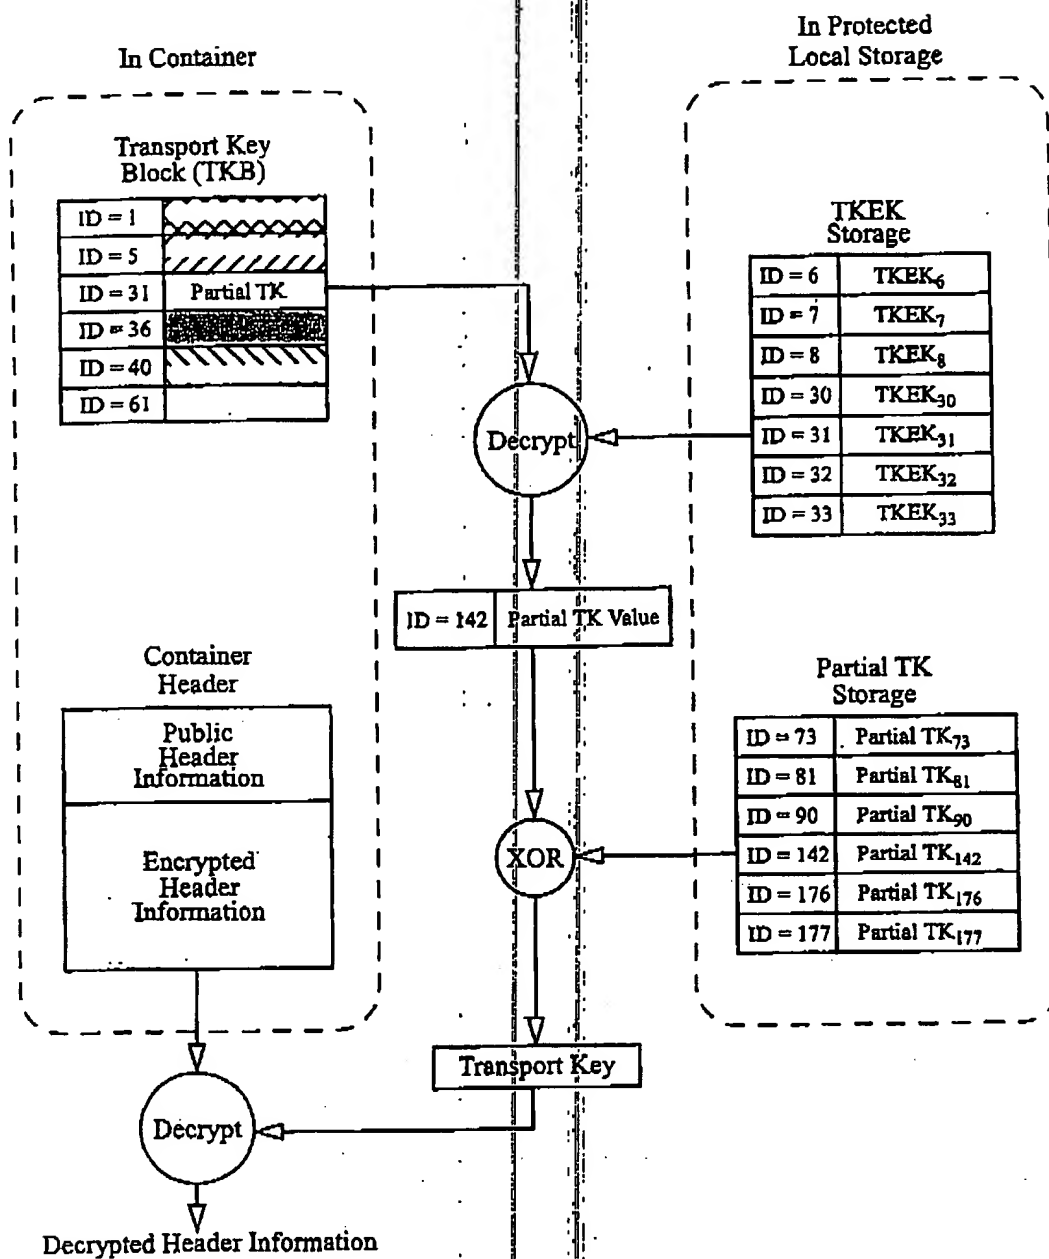 In Container
In Protected
Local Storage
Transport Key
Block (TKB)
ID = 1
ID = 5
ID = 31 Partial TK
ID = 36
ID = 40
ID = 61
TKEK
Storage
ID = 6 TKEK6
ID = 7 TKEK7
ID = 8 TKEK8
ID = 30 TKEK30
ID = 31 TKEK31
ID = 32 TKEK32
ID = 33 TKEK33
Decrypt
ID = 142 Partial TK Value
Container
Header
Public
Header
Information
Encrypted
Header
Information
Partial TK
Storage
ID = 73 Partial TK73
ID = 81 Partial TK81
ID = 90 Partial TK90
ID = 142 Partial TK142
ID = 176 Partial TK176
ID = 177 Partial TK177
XOR
Transport Key
Decrypt
Decrypted Header Information